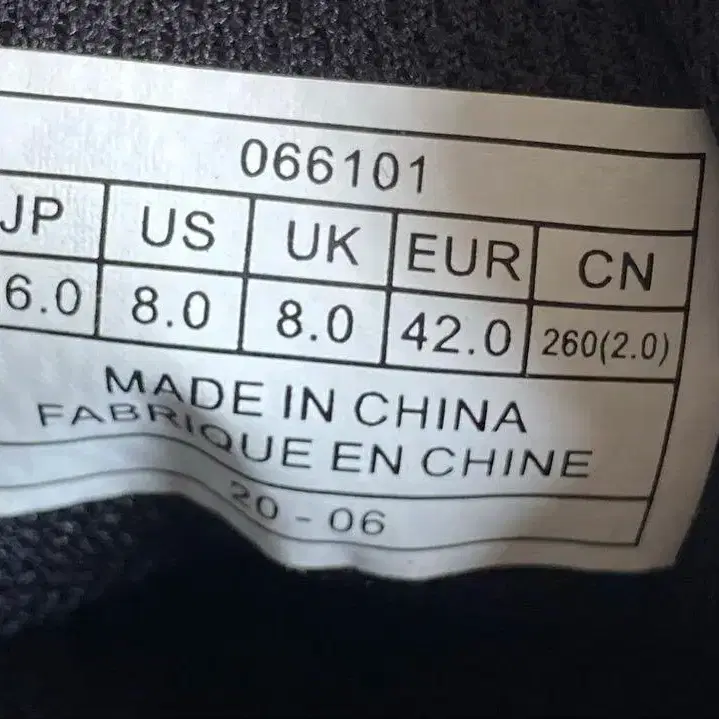 066101
JP US UK EUR CN
6.0 8.0 8.0 42.0 260(2.0)
MADE IN CHINA
FABRIQUE EN CHINE
20 - 06